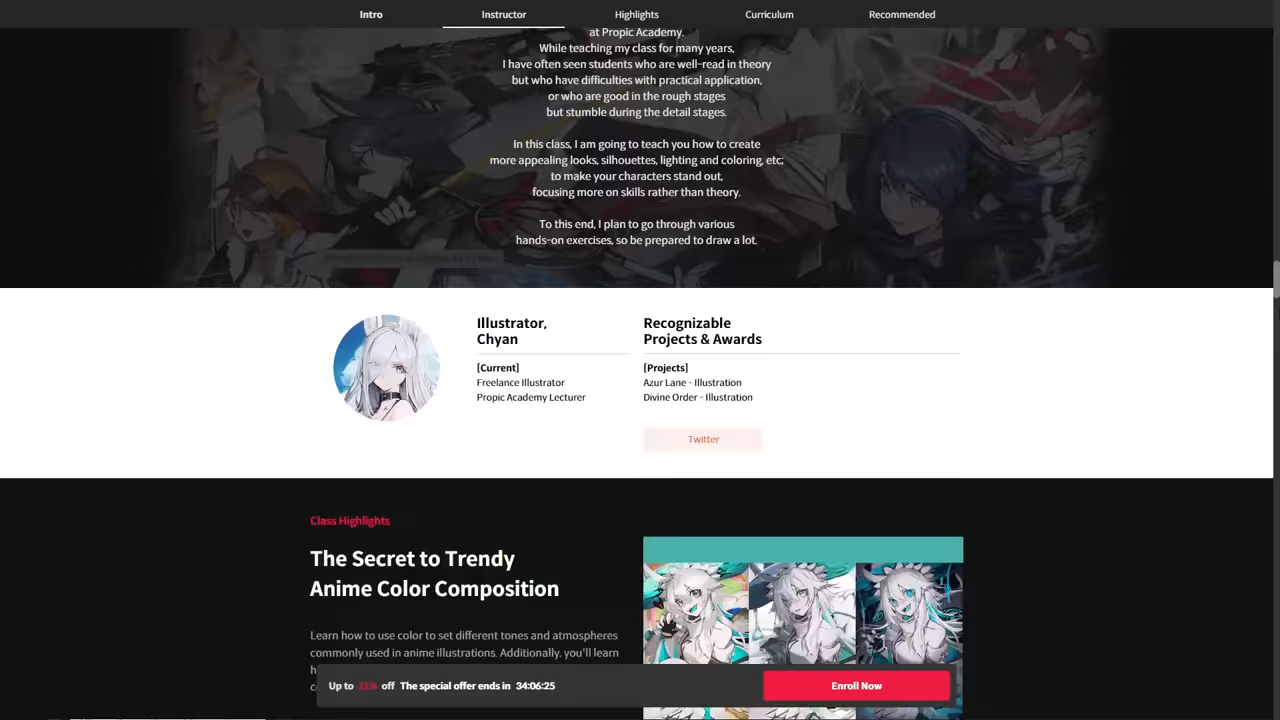 Intro
Instructor
Highlights
Curriculum
Recommended
at Propic Academy.
While teaching my class for many years,
I have often seen students who are well-read in theory
but who have difficulties with practical application,
or who are good in the rough stages
but stumble during the detail stages.
In this class, I am going to teach you how to create
more appealing looks, silhouettes, lighting and coloring, etc;
to make your characters stand out,
focusing more on skills rather than theory.
To this end, I plan to go through various
hands-on exercises, so be prepared to draw a lot.
Illustrator,
Chyan
[Current]
Freelance Illustrator
Propic Academy Lecturer
Recognizable
Projects & Awards
[Projects]
Azur Lane - Illustration
Divine Order - Illustration
Twitter
Class Highlights
The Secret to Trendy
Anime Color Composition
Learn how to use color to set different tones and atmospheres
commonly used in anime illustrations. Additionally, you'll learn
Up to
off
The special offer ends in 34:06:25
Enroll Now